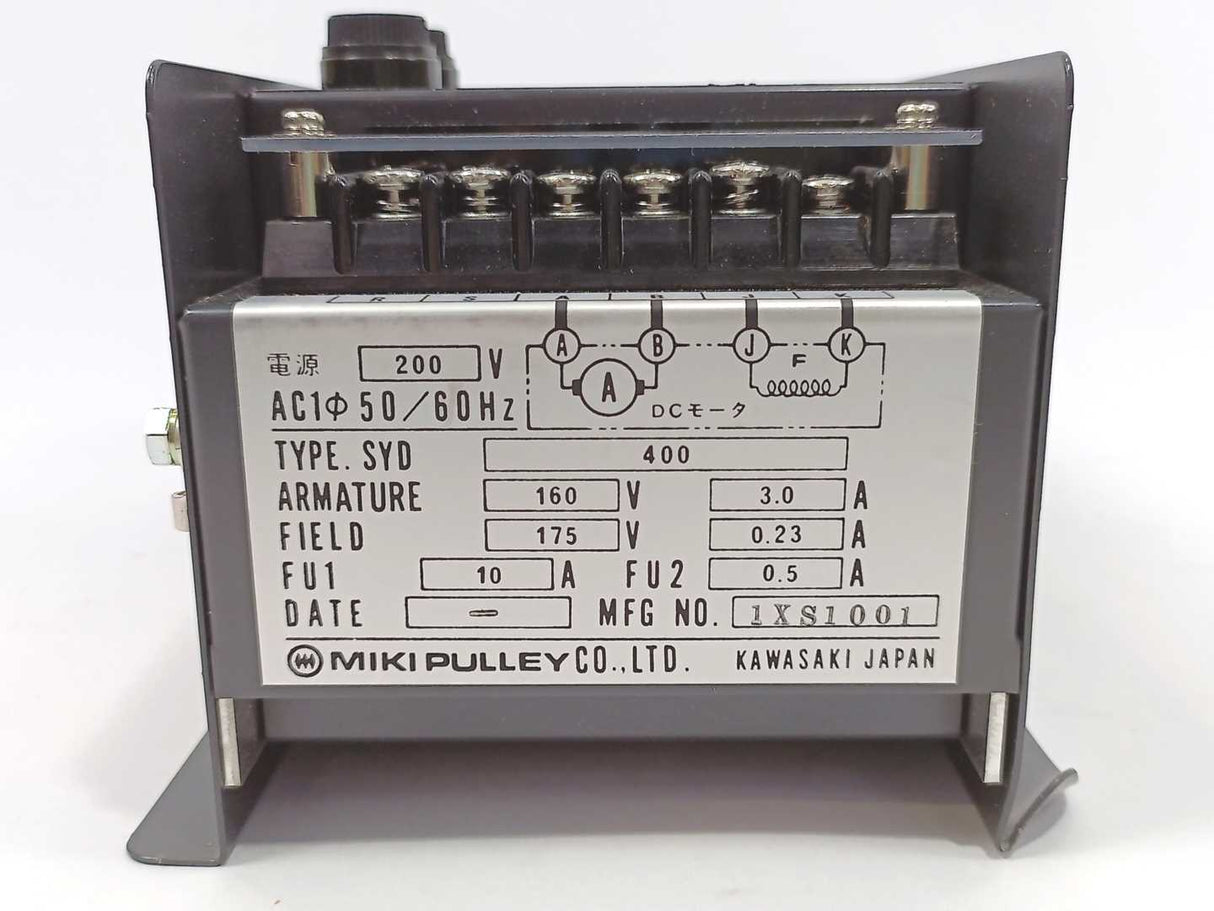 R S A B J K
A B J K
F
A
DCモータ
電源 200 V
AC1Φ 50/60Hz
TYPE. SYD 400
ARMATURE 160 V 3.0 A
FIELD 175 V 0.23 A
FU1 10 A FU2 0.5 A
DATE - MFG NO. 1XS1001
MIKI PULLEY CO.,LTD. KAWASAKI JAPAN